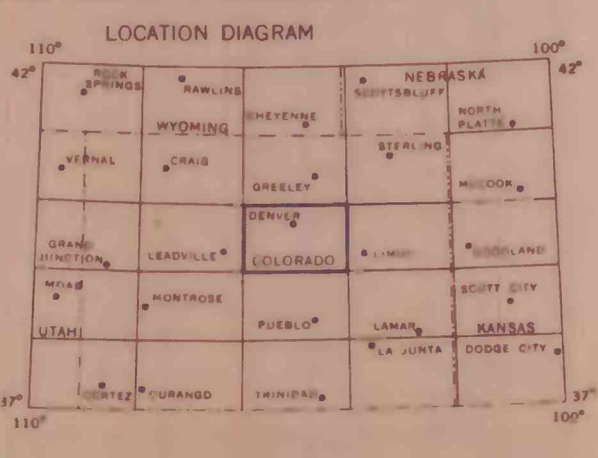 LOCATION DIAGRAM
110°
100°
42°
42°
ROCK
SPRINGS
RAWLINS
NEBRASKA
SCOTTSBLUFF
CHEYENNE
NORTH
PLATTE
WYOMING
STERLING
VERNAL
CRAIG
GREELEY
McCOOK
DENVER
GRAND
JUNCTION
LEADVILLE
COLORADO
LIMON
GOODLAND
MOAB
MONTROSE
SCOTT CITY
UTAH
PUEBLO
LAMAR
KANSAS
LA JUNTA
DODGE CITY
CORTEZ
DURANGO
TRINIDAD
37°
37°
110°
100°